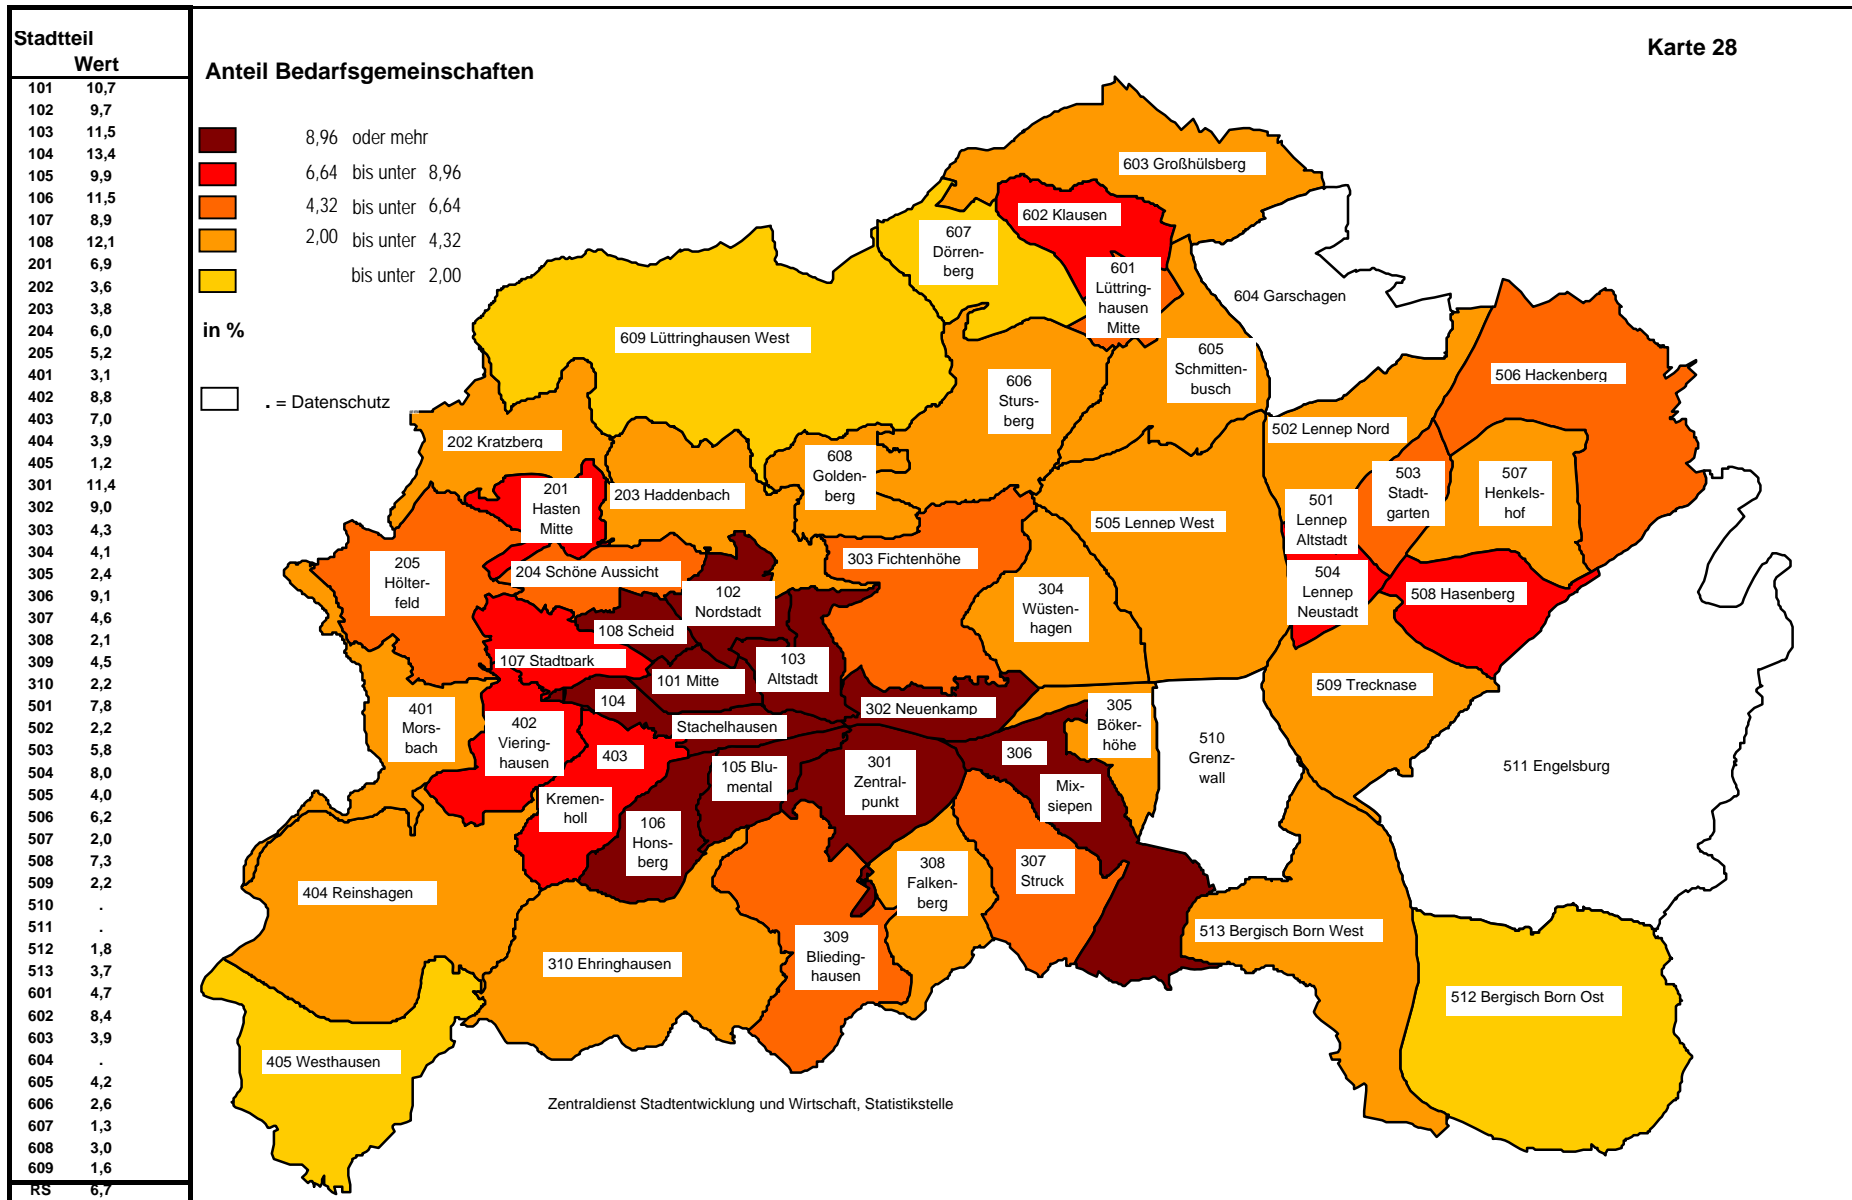 Stadtteil
Wert
101 10,7
102 9,7
103 11,5
104 13,4
105 9,9
106 11,5
107 8,9
108 12,1
201 6,9
202 3,6
203 3,8
204 6,0
205 5,2
401 3,1
402 8,8
403 7,0
404 3,9
405 1,2
301 11,4
302 9,0
303 4,3
304 4,1
305 2,4
306 9,1
307 4,6
308 2,1
309 4,5
310 2,2
501 7,8
502 2,2
503 5,8
504 8,0
505 4,0
506 6,2
507 2,0
508 7,3
509 2,2
510 .
511 .
512 1,8
513 3,7
601 4,7
602 8,4
603 3,9
604 .
605 4,2
606 2,6
607 1,3
608 3,0
609 1,6
RS 6,7
Karte 28
Anteil Bedarfsgemeinschaften
8,96 oder mehr
6,64 bis unter 8,96
4,32 bis unter 6,64
2,00 bis unter 4,32
bis unter 2,00
in %
. = Datenschutz
603 Großhülsberg
602 Klausen
607
Dörren-
berg
601
Lüttring-
hausen
Mitte
604 Garschagen
609 Lüttringhausen West
605
Schmitten-
busch
606
Sturs-
berg
506 Hackenberg
502 Lennep Nord
202 Kratzberg
608
Golden-
berg
203 Haddenbach
201
Hasten
Mitte
503
Stadt-
garten
507
Henkels-
hof
501
Lennep
Altstadt
505 Lennep West
303 Fichtenhöhe
205
Hölter-
feld
204 Schöne Aussicht
102
Nordstadt
304
Wüsten-
hagen
504
Lennep
Neustadt
508 Hasenberg
108 Scheid
107 Stadtpark
103
Altstadt
101 Mitte
509 Trecknase
104
Stachelhausen
302 Neuenkamp
305
Böker-
höhe
401
Mors-
bach
402
Viering-
hausen
403
Kremen-
holl
105 Blu-
mental
301
Zentral-
punkt
306
Mix-
siepen
510
Grenz-
wall
511 Engelsburg
106
Hons-
berg
308
Falken-
berg
307
Struck
404 Reinshagen
309
Blieding-
hausen
513 Bergisch Born West
310 Ehringhausen
512 Bergisch Born Ost
405 Westhausen
Zentraldienst Stadtentwicklung und Wirtschaft, Statistikstelle